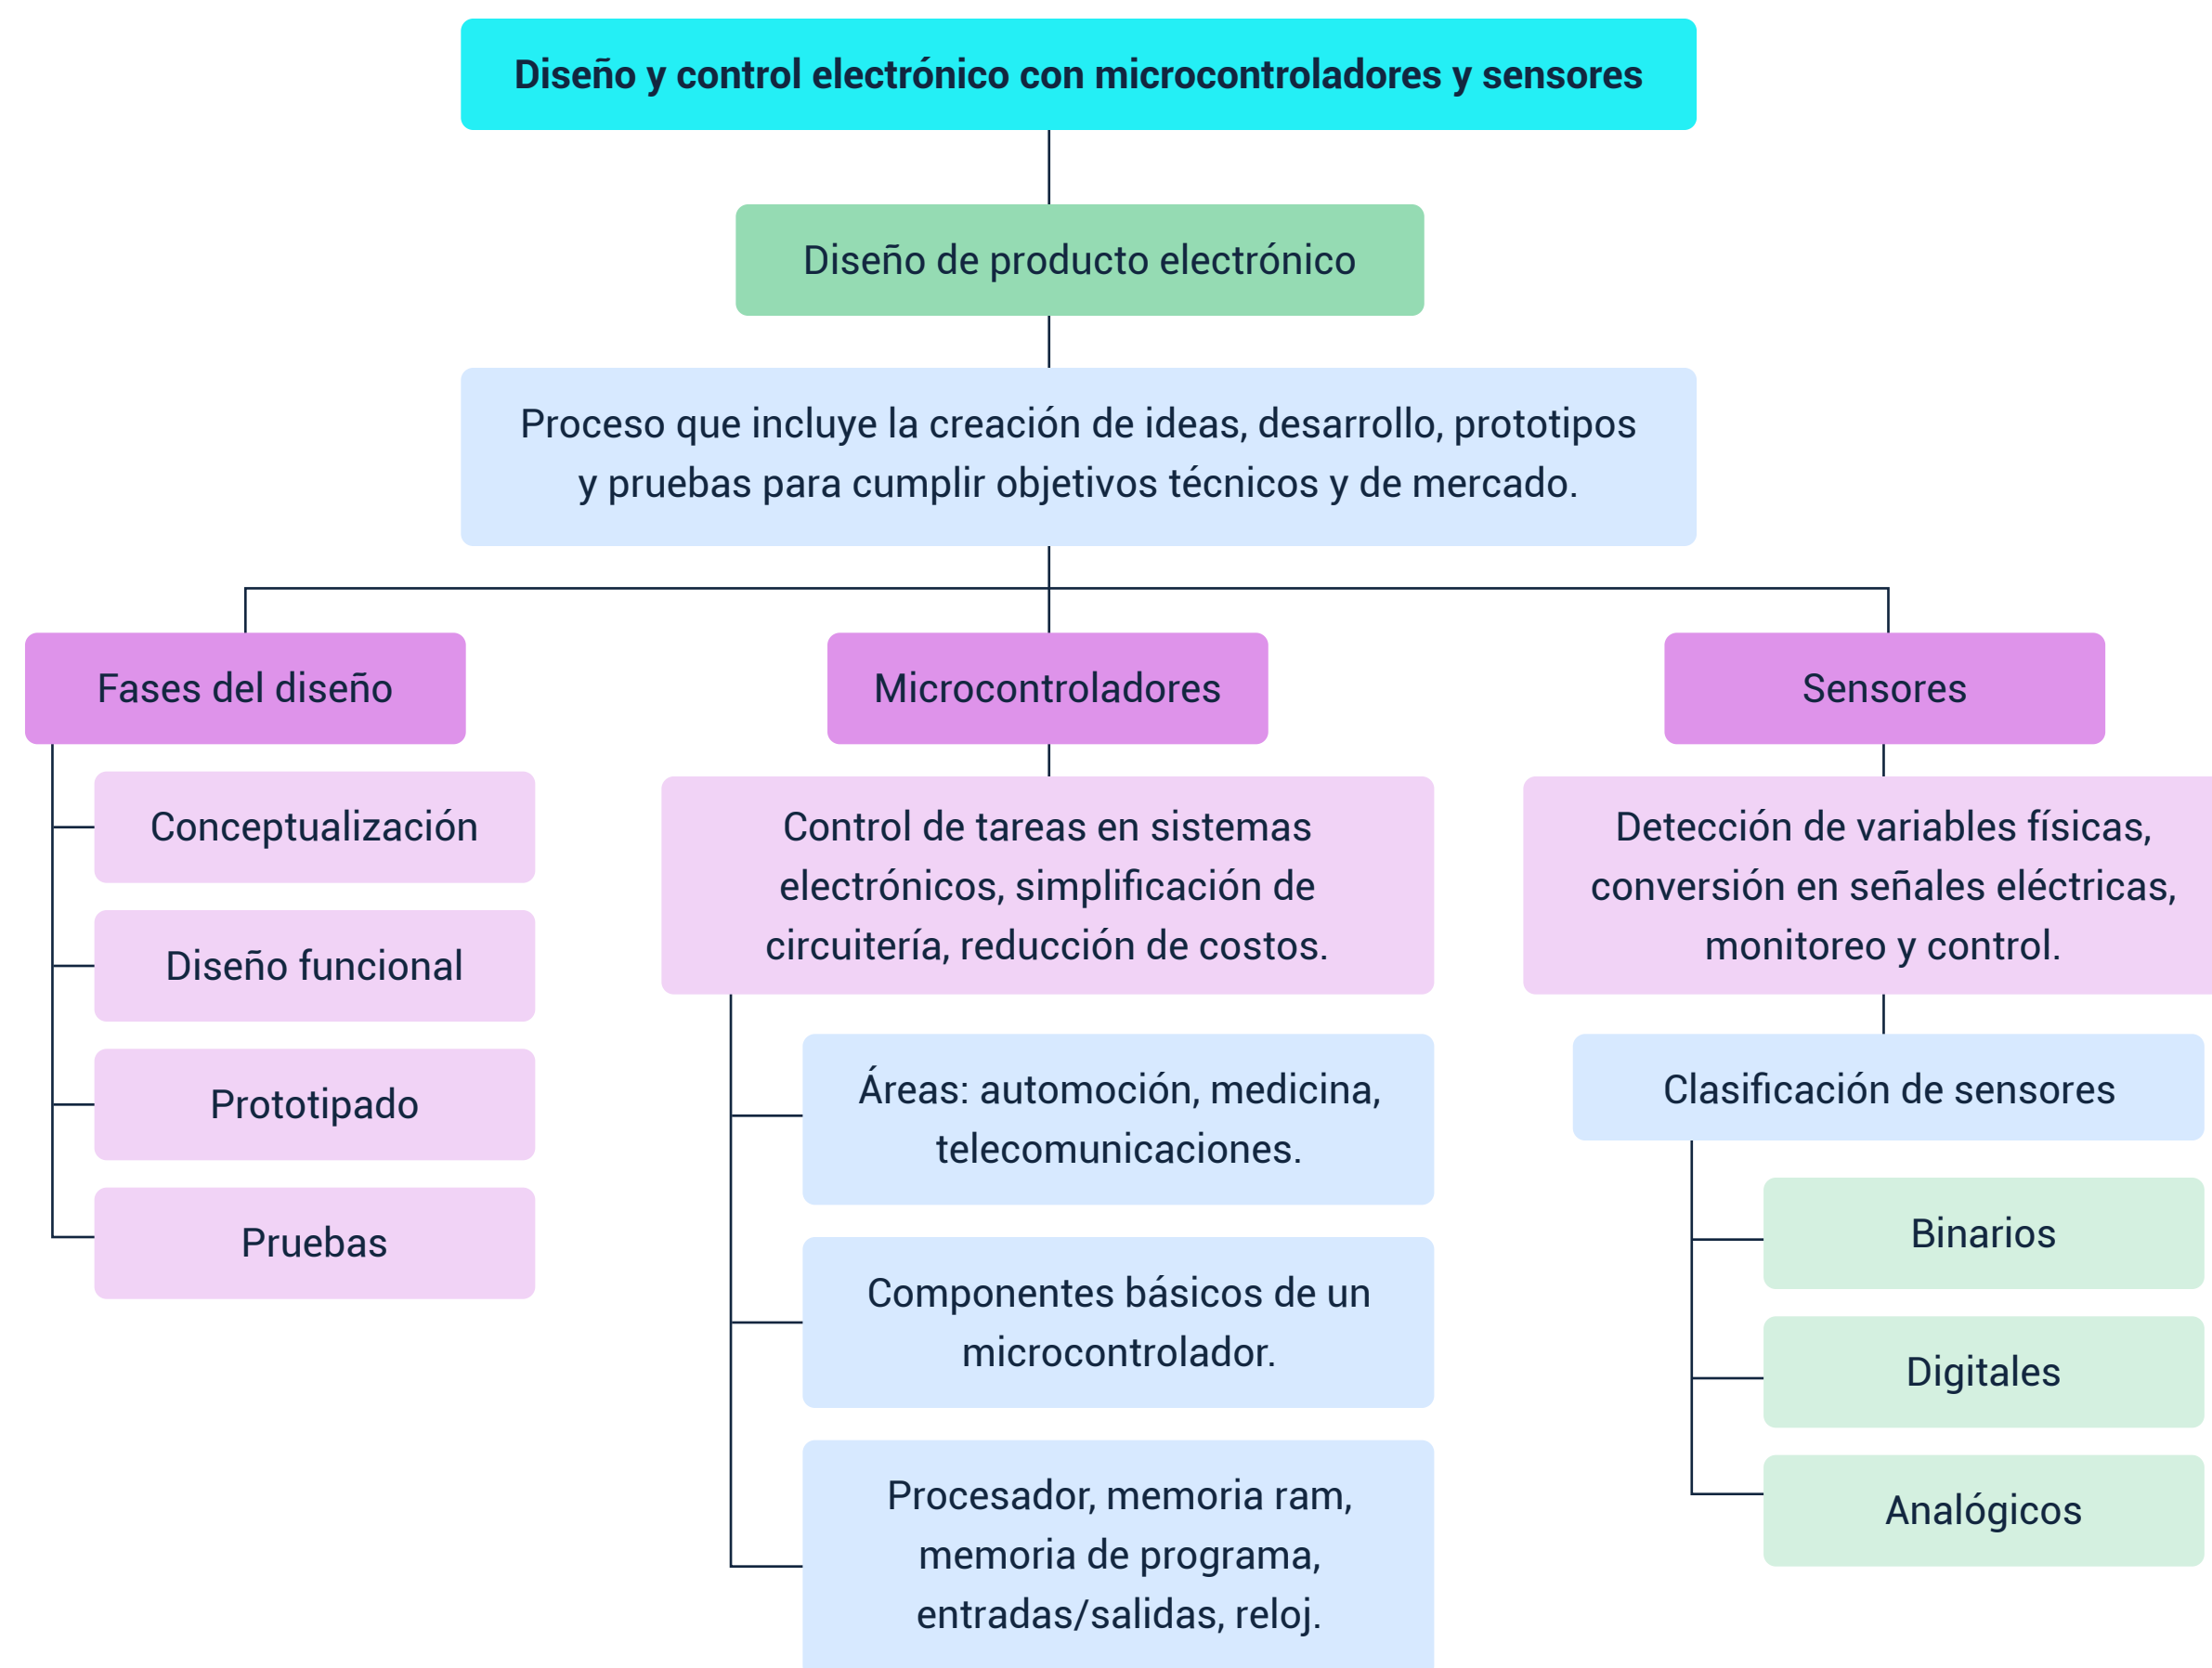 Diseño y control electrónico con microcontroladores y sensores
Diseño de producto electrónico
Proceso que incluye la creación de ideas, desarrollo, prototipos
y pruebas para cumplir objetivos técnicos y de mercado.
Fases del diseño
Conceptualización
Diseño funcional
Prototipado
Pruebas
Microcontroladores
Control de tareas en sistemas
electrónicos, simplificación de
circuitería, reducción de costos.
Áreas: automoción, medicina,
telecomunicaciones.
Componentes básicos de un
microcontrolador.
Procesador, memoria ram,
memoria de programa,
entradas/salidas, reloj.
Sensores
Detección de variables físicas,
conversión en señales eléctricas,
monitoreo y control.
Clasificación de sensores
Binarios
Digitales
Analógicos